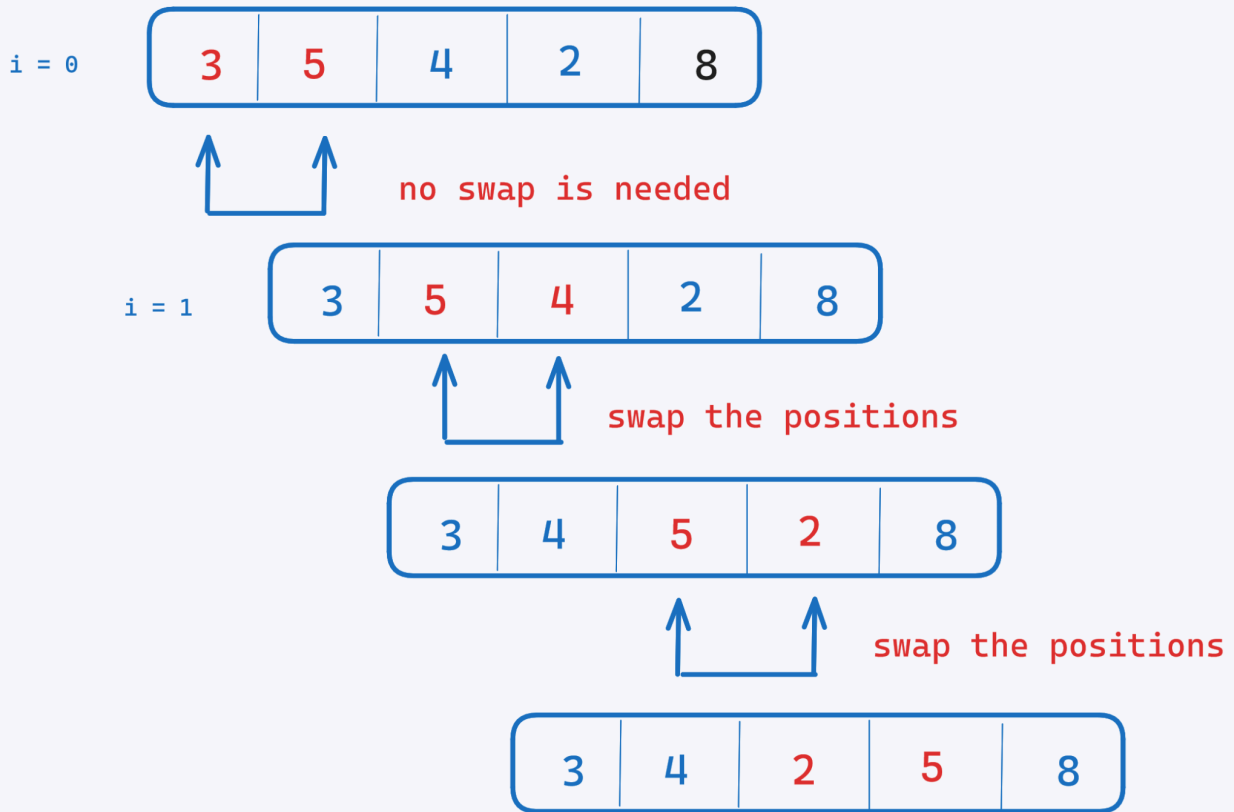 i = 0 3 5 4 2 8
no swap is needed
i = 1 3 5 4 2 8
swap the positions
3 4 5 2 8
swap the positions
3 4 2 5 8